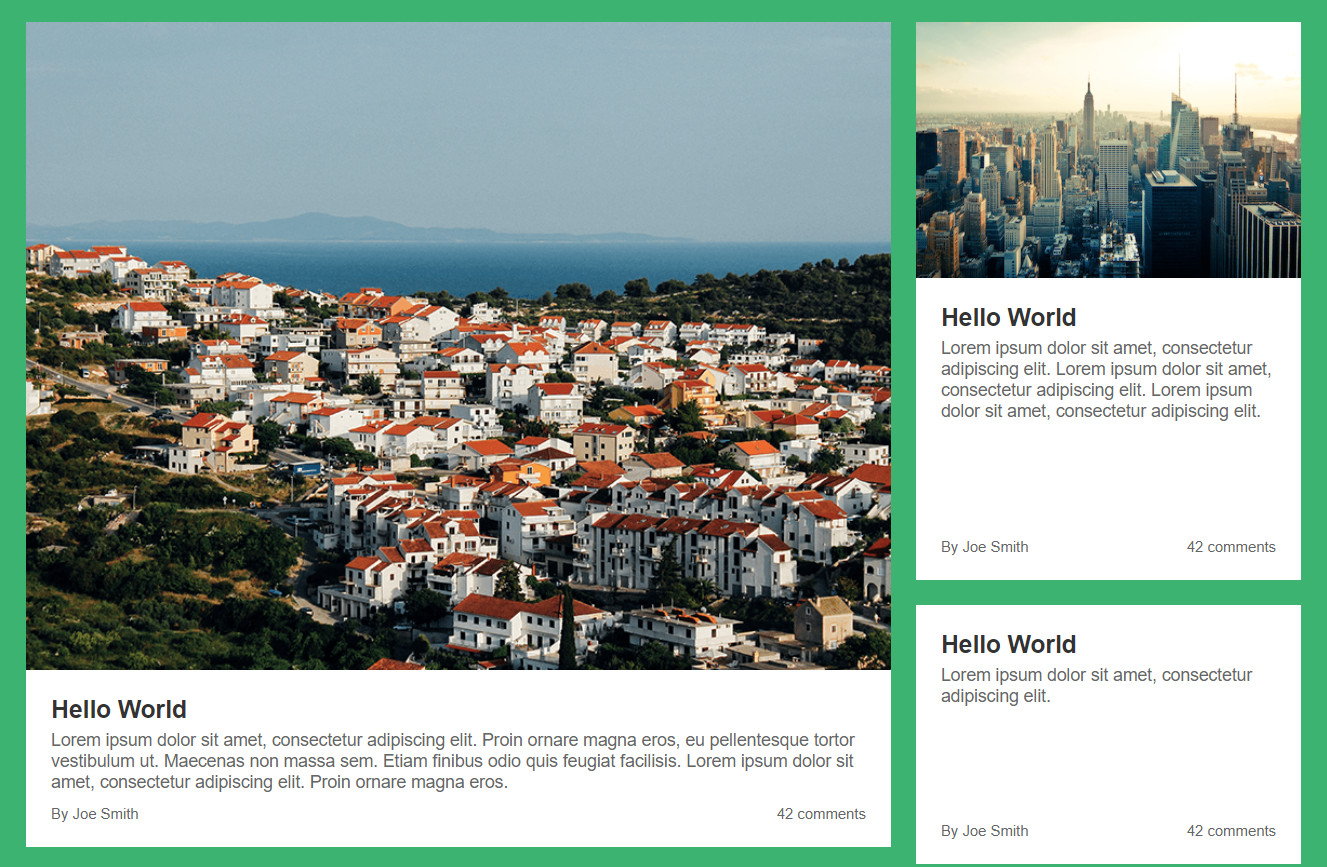 Hello World
Lorem ipsum dolor sit amet, consectetur adipiscing elit. Proin ornare magna eros, eu pellentesque tortor
vestibulum ut. Maecenas non massa sem. Etiam finibus odio quis feugiat facilisis. Lorem ipsum dolor sit
amet, consectetur adipiscing elit. Proin ornare magna eros.
By Joe Smith
42 comments
Hello World
Lorem ipsum dolor sit amet, consectetur
adipiscing elit. Lorem ipsum dolor sit amet,
consectetur adipiscing elit. Lorem ipsum
dolor sit amet, consectetur adipiscing elit.
By Joe Smith
42 comments
Hello World
Lorem ipsum dolor sit amet, consectetur
adipiscing elit.
By Joe Smith
42 comments